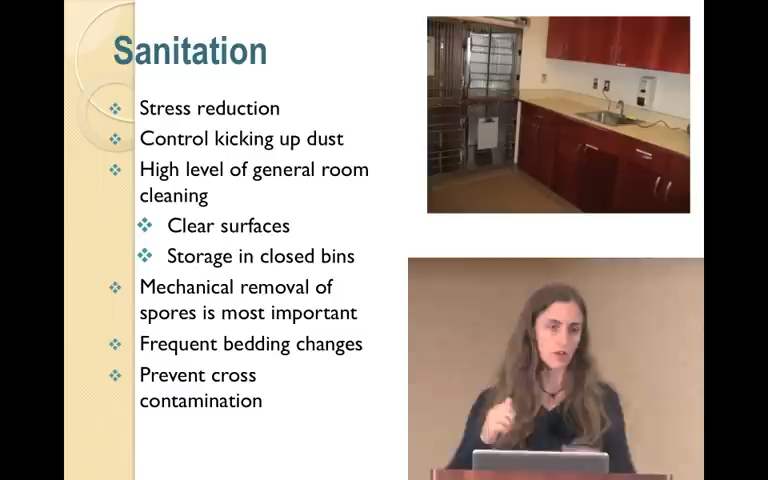 Sanitation
Stress reduction
Control kicking up dust
High level of general room
cleaning
Clear surfaces
Storage in closed bins
Mechanical removal of
spores is most important
Frequent bedding changes
Prevent cross
contamination